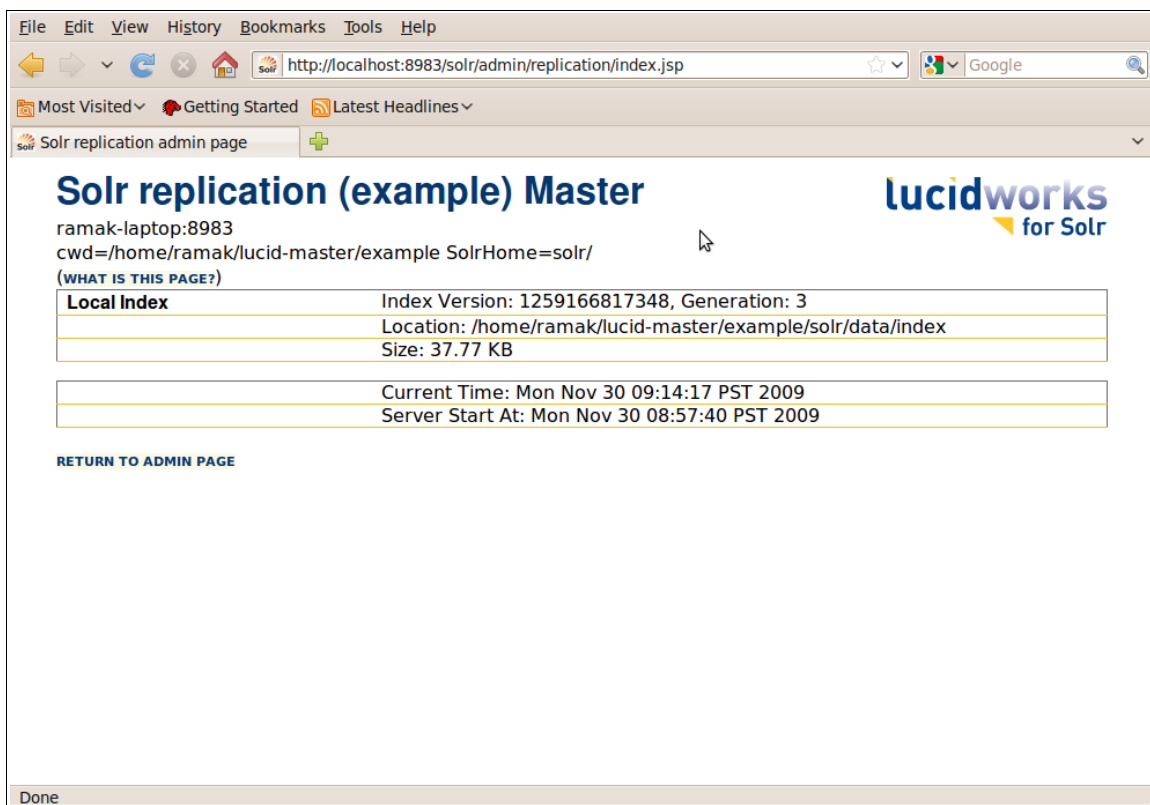 File Edit View History Bookmarks Tools Help
Solr http://localhost:8983/solr/admin/replication/index.jsp Google
Most Visited Getting Started Latest Headlines
Solr Solr replication admin page
Solr replication (example) Master
lucidworks
for Solr
ramak-laptop:8983
cwd=/home/ramak/lucid-master/example SolrHome=solr/
(WHAT IS THIS PAGE?)
Local Index Index Version: 1259166817348, Generation: 3
Location: /home/ramak/lucid-master/example/solr/data/index
Size: 37.77 KB
Current Time: Mon Nov 30 09:14:17 PST 2009
Server Start At: Mon Nov 30 08:57:40 PST 2009
RETURN TO ADMIN PAGE
Done